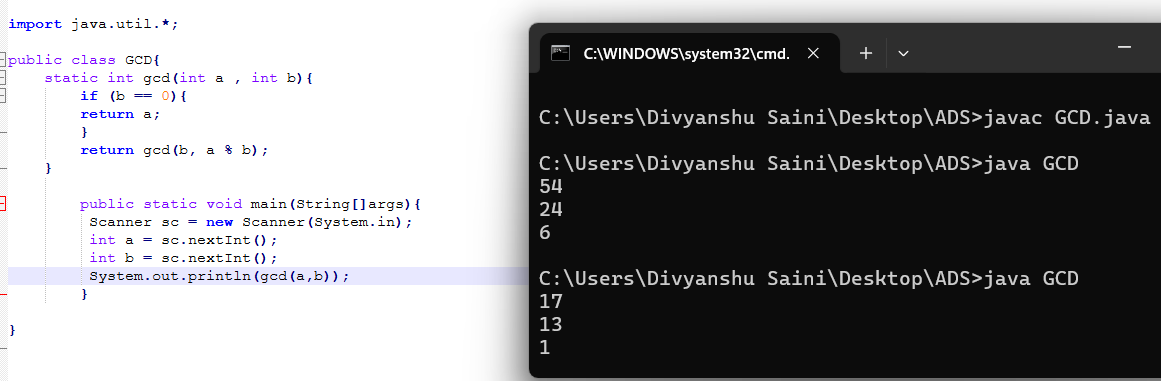 import java.util.*;
public class GCD{
static int gcd(int a , int b){
if (b == 0){
return a;
}
return gcd(b, a % b);
}
public static void main(String[]args){
Scanner sc = new Scanner(System.in);
int a = sc.nextInt();
int b = sc.nextInt();
System.out.println(gcd(a,b));
}
}
C:\WINDOWS\system32\cmd.
C:\Users\Divyanshu Saini\Desktop\ADS>javac GCD.java
C:\Users\Divyanshu Saini\Desktop\ADS>java GCD
54
24
6
C:\Users\Divyanshu Saini\Desktop\ADS>java GCD
17
13
1